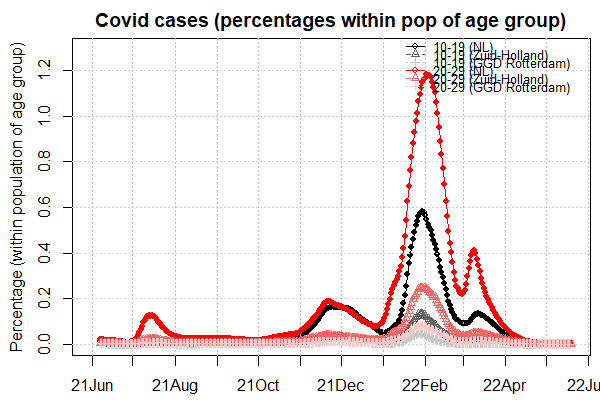 Covid cases (percentages within pop of age group)
10-19 (NL)
10-19 (Zuid-Holland)
10-19 (GGD Rotterdam)
20-29 (NL)
20-29 (Zuid-Holland)
20-29 (GGD Rotterdam)
Percentage (within population of age group)
1.2
1.0
0.8
0.6
0.4
0.2
0.0
21Jun 21Aug 21Oct 21Dec 22Feb 22Apr 22Ju